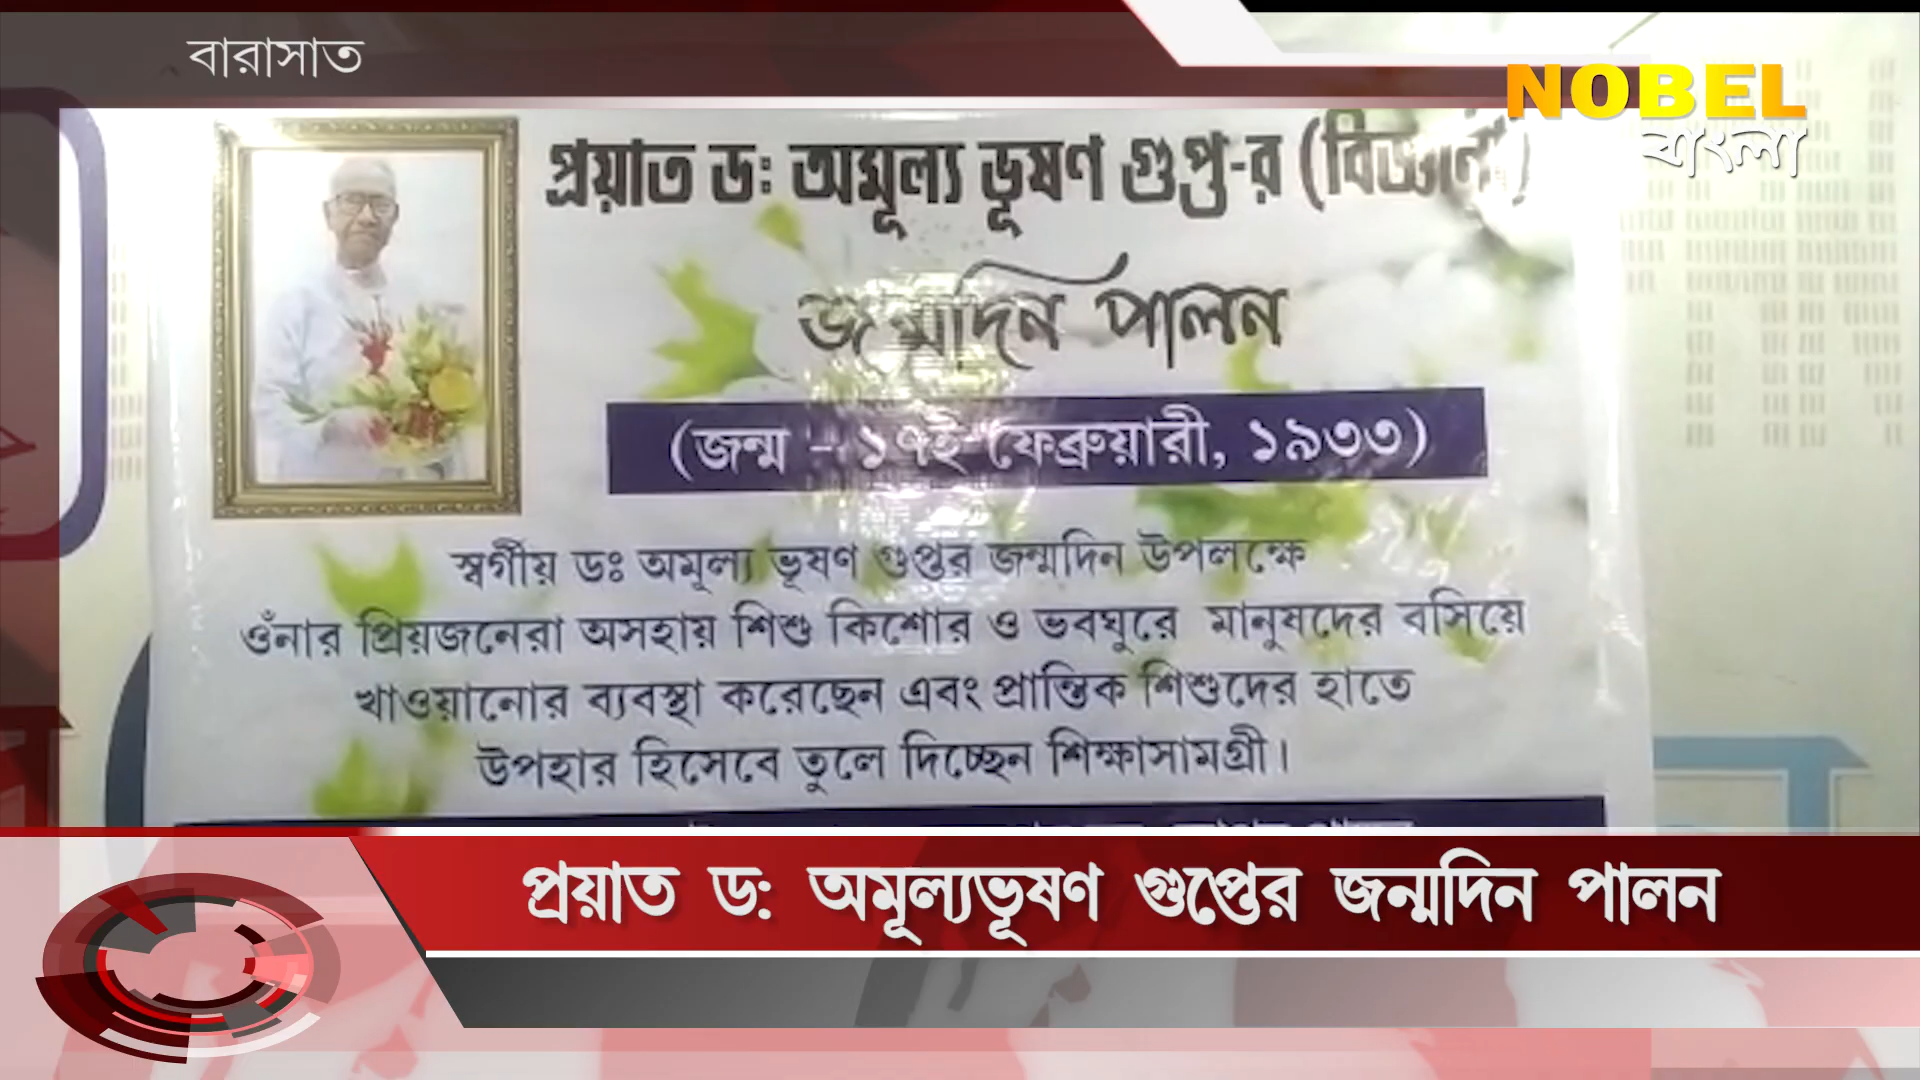 বারাসাত
NOBEL
বাংলা
প্রয়াত ডঃ অমূল্য ভূষণ গুপ্ত-র
জন্মদিন পালন
(জন্ম - ১৭ই ফেব্রুয়ারী, ১৯৩৩)
স্বর্গীয় ডঃ অমূল্য ভূষণ গুপ্তর জন্মদিন উপলক্ষে
ওঁনার প্রিয়জনেরা অসহায় শিশু কিশোর ও ভবঘুরে মানুষদের বসিয়ে
খাওয়ানোর ব্যবস্থা করেছেন এবং প্রান্তিক শিশুদের হাতে
উপহার হিসেবে তুলে দিচ্ছেন শিক্ষাসামগ্রী।
প্রয়াত ড: অমূল্যভূষণ গুপ্তের জন্মদিন পালন